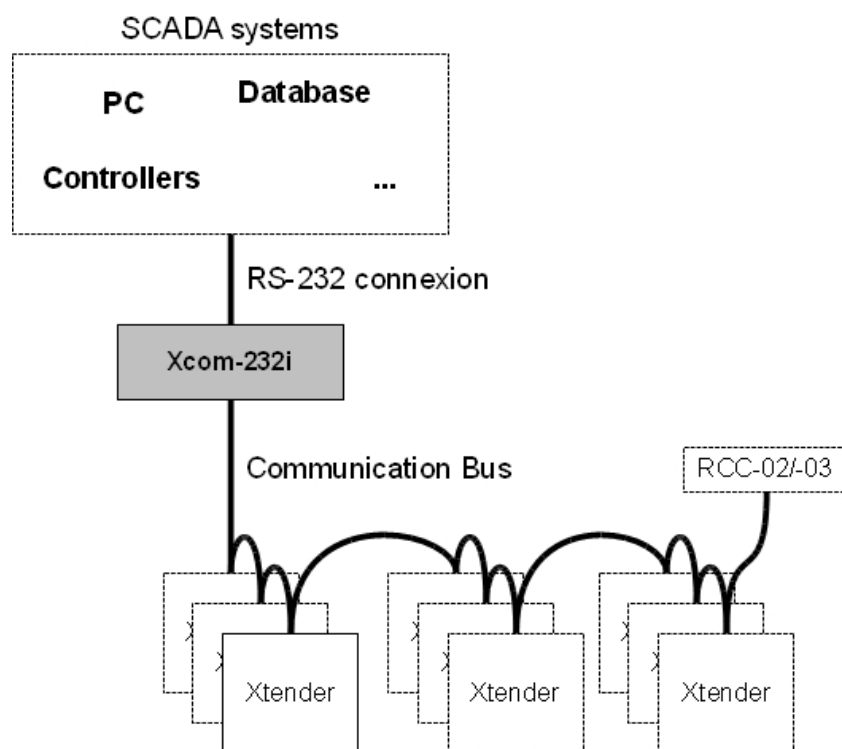 SCADA systems
PC
Database
Controllers
...
RS-232 connexion
Xcom-232i
Communication Bus
RCC-02/-03
X
X
X
X
X
X
Xtender
Xtender
Xtender